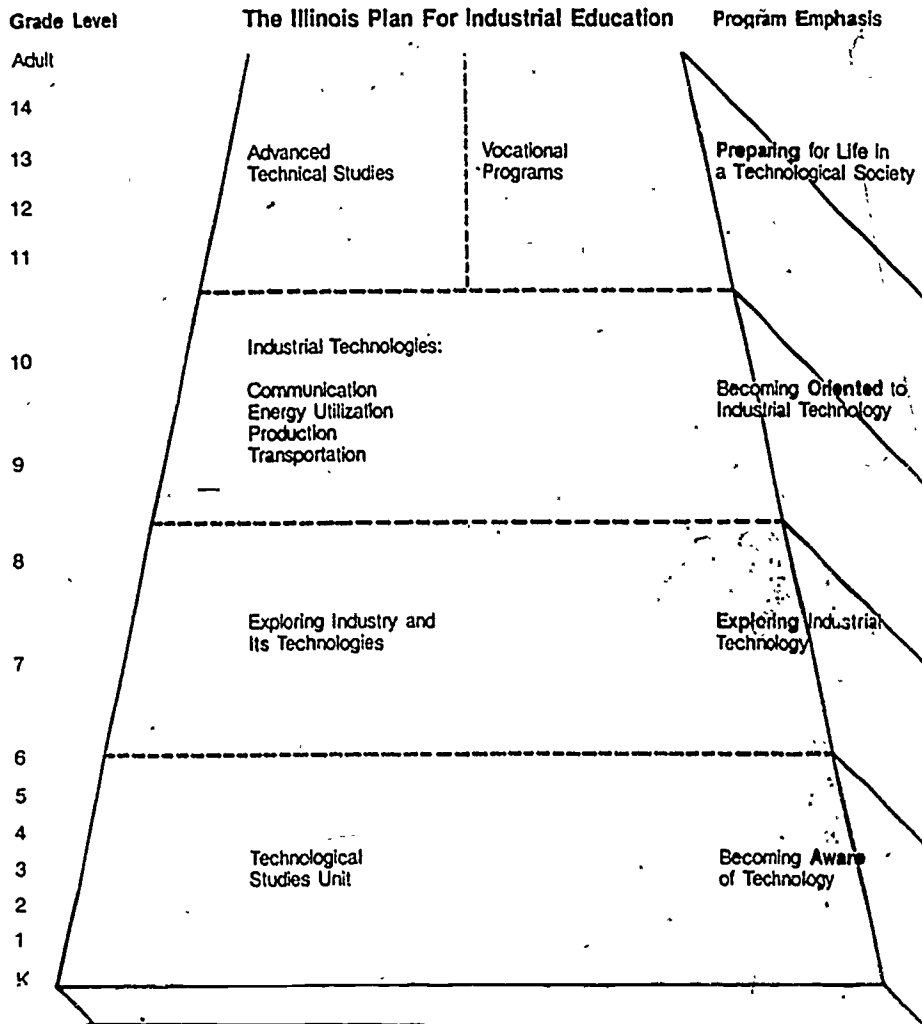 Grade Level
The Illinois Plan For Industrial Education
Program Emphasis
Adult
14
13
12
11
Advanced
Technical Studies
Vocational
Programs
Preparing for Life in
a Technological Society
10
9
Industrial Technologies:
Communication
Energy Utilization
Production
Transportation
Becoming Oriented to
Industrial Technology
8
7
Exploring Industry and
Its Technologies
Exploring Industrial
Technology
6
5
4
3
2
1
K
Technological
Studies Unit
Becoming Aware
of Technology